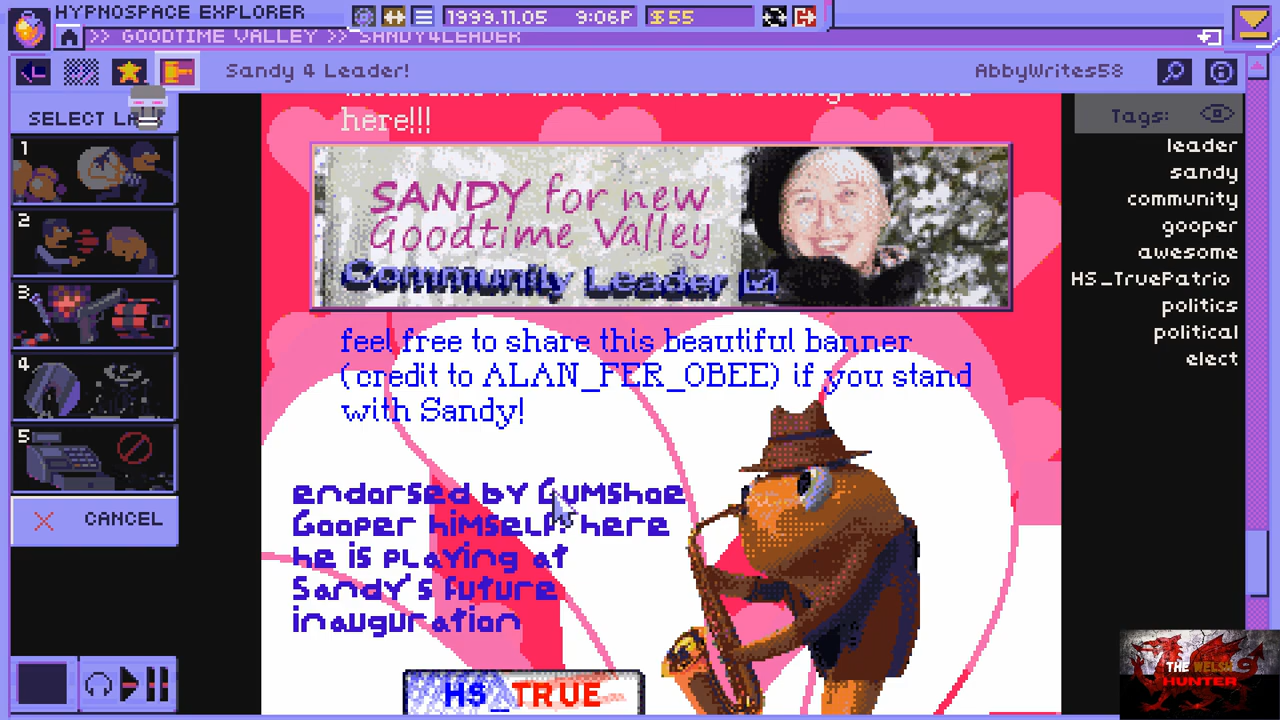 HYPNOSPACE EXPLORER
1999.11.05 9:06P
55
>> GOODTIME VALLEY >> SANDY4LEADER
Sandy 4 Leader!
AbbyWrites58
SELECT LA
1
2
3
4
5
CANCEL
here!!!
SANDY for new
Goodtime Valley
Community Leader
feel free to share this beautiful banner
(credit to ALAN_FER_OBEE) if you stand
with Sandy!
endorsed by Gumshoe
Gooper himself, here
he is playing at
Sandy's future
inauguration
HS_TRUE
Tags:
leader
sandy
community
gooper
awesome
HS_TruePatrio
politics
political
elect
THE WELSH
HUNTER
9